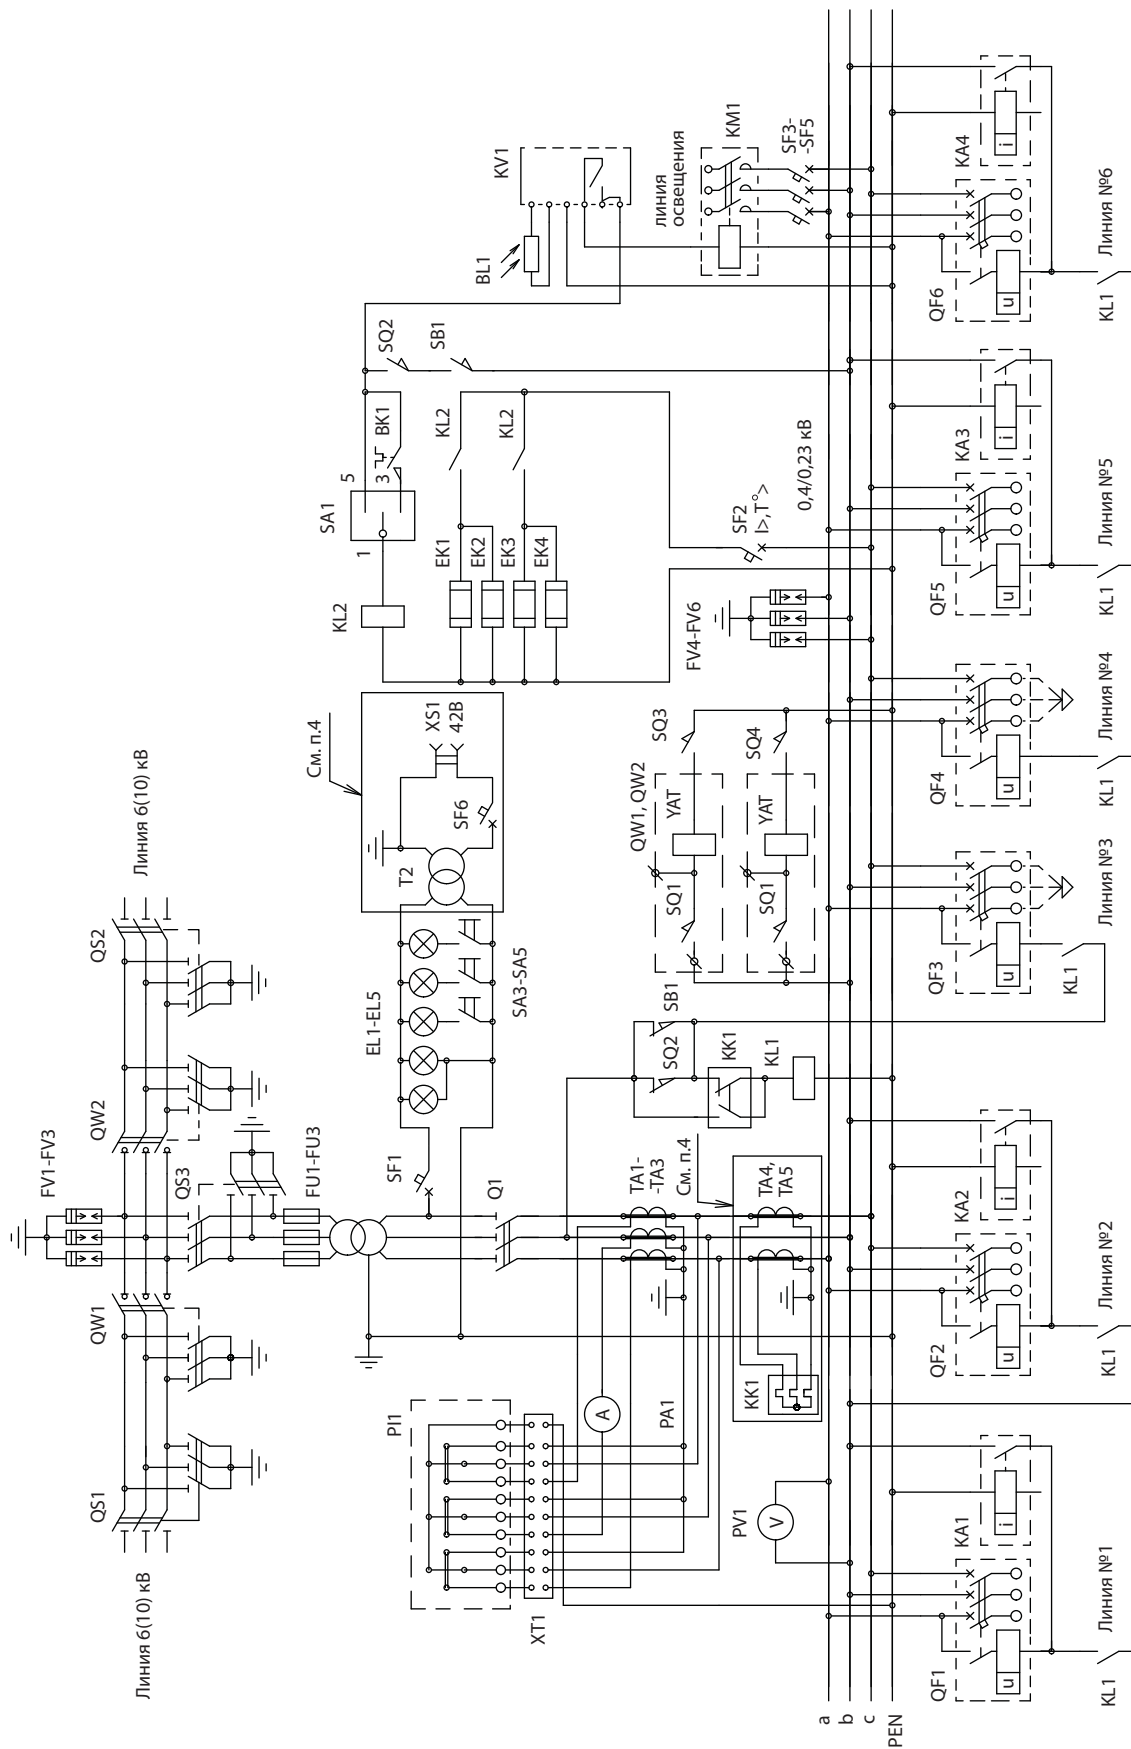 Линия 6(10) кВ
QS1
QW1
FV1-FV3
QW2
QS2
Линия 6(10) кВ
QS3
FU1-FU3
См. п.4
SF1
EL1-EL5
SA3-SA5
T2
SF6
XS1
42В
Q1
KL2
SA1
1
5
3
BK1
SQ2
SB1
EK1
EK2
EK3
EK4
KL2
KL2
BL1
KV1
линия
освещения
KM1
SF3-
-SF5
PI1
XT1
A
PA1
TA1-
-TA3
См. п.4
TA4,
TA5
KK1
PV1
V
SQ2
SB1
KK1
KL1
QW1, QW2
SQ1
YAT
SQ3
SQ1
YAT
SQ4
FV4-FV6
SF2
I>,T°>
0,4/0,23 кВ
a
b
c
PEN
QF1
u
KA1
i
KL1
Линия №1
QF2
u
KA2
i
KL1
Линия №2
QF3
u
KL1
Линия №3
QF4
u
KL1
Линия №4
QF5
u
KA3
i
KL1
Линия №5
QF6
u
KA4
i
KL1
Линия №6